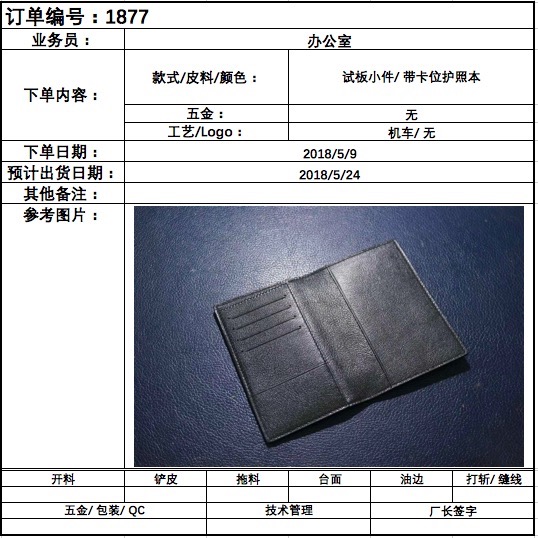 订单编号：1877
业务员： 办公室
下单内容： 款式/皮料/颜色： 试板小件/ 带卡位护照本
五金： 无
工艺/Logo： 机车/ 无
下单日期： 2018/5/9
预计出货日期： 2018/5/24
其他备注：
参考图片：
开料 铲皮 拖料 台面 油边 打斩/ 缝线
五金/ 包装/ QC 技术管理 厂长签字